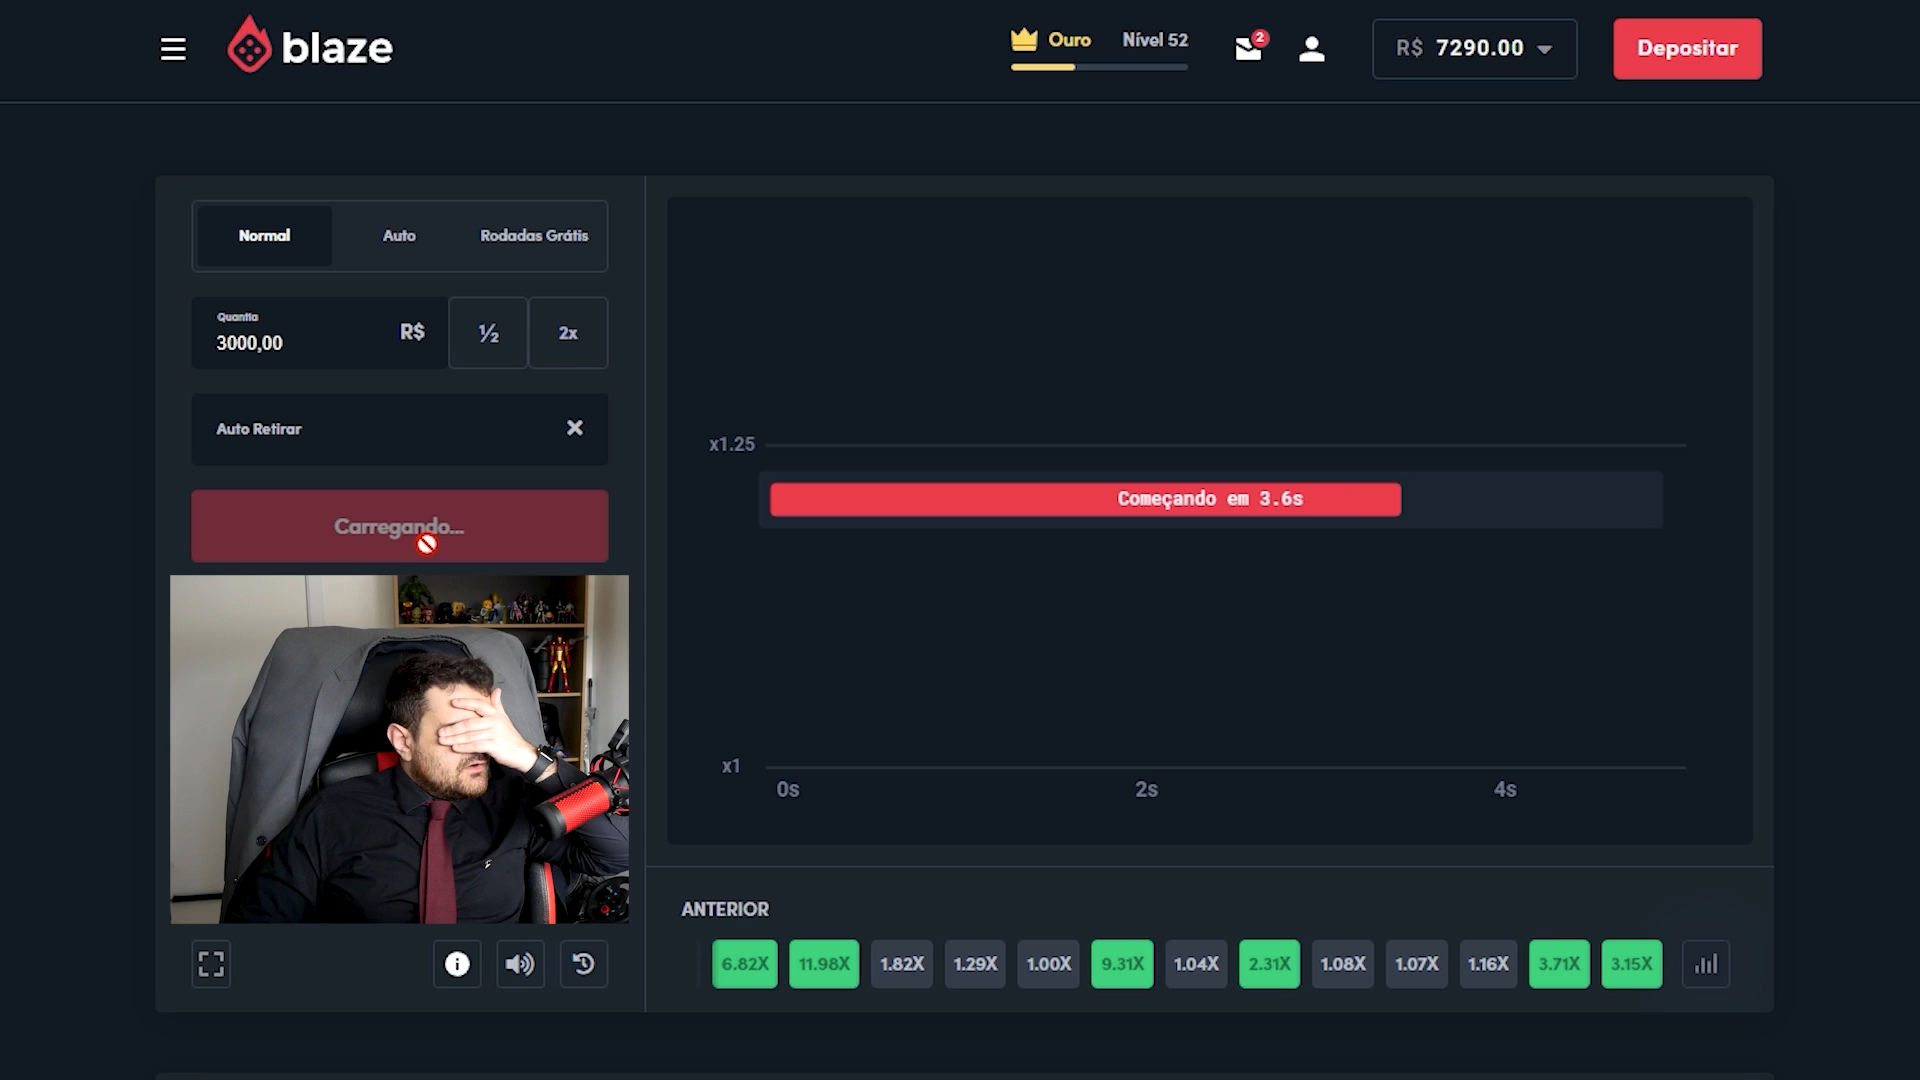 blaze
Ouro
Nível 52
2
R$ 7290.00
Depositar
Normal
Auto
Rodadas Grátis
Quantia
3000,00
R$
½
2x
Auto Retirar
Carregando...
x1.25
Começando em 3.6s
x1
0s
2s
4s
ANTERIOR
6.82X
11.98X
1.82X
1.29X
1.00X
9.31X
1.04X
2.31X
1.08X
1.07X
1.16X
3.71X
3.15X